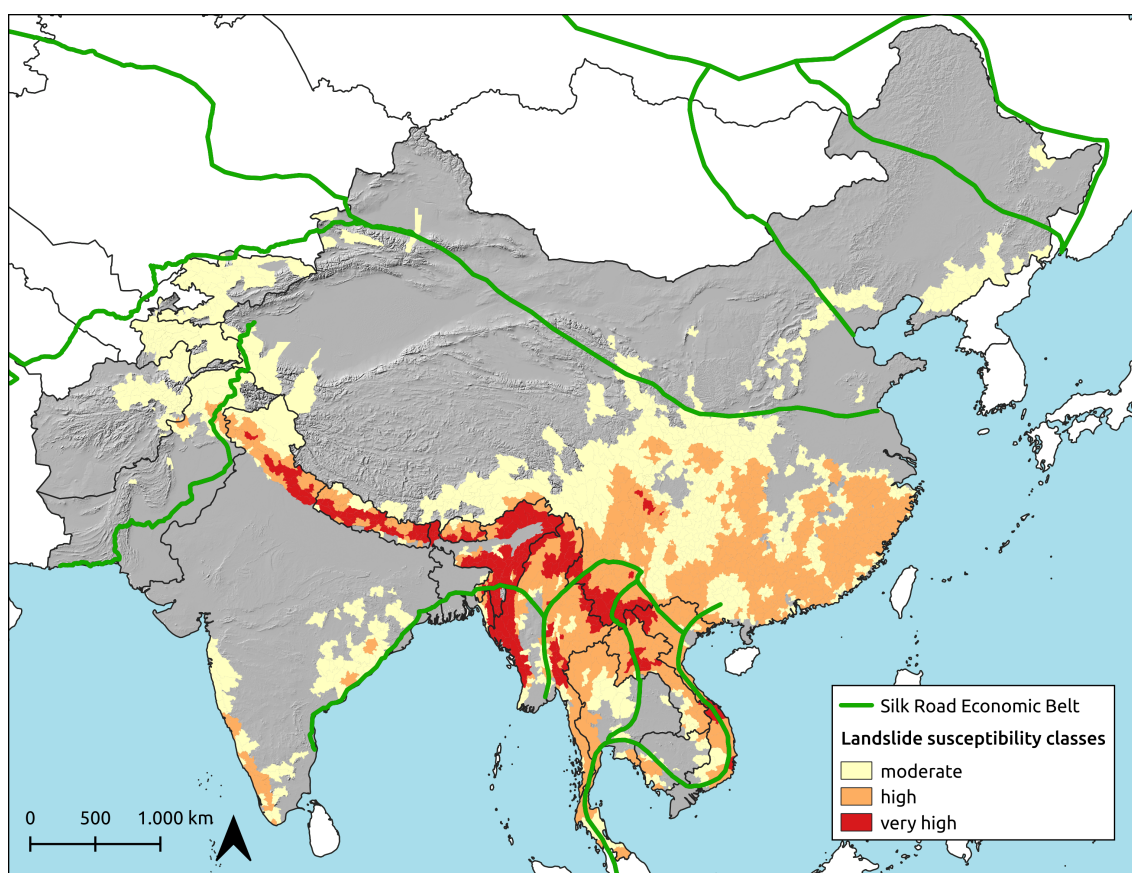 Silk Road Economic Belt
Landslide susceptibility classes
moderate
high
very high
0 500 1.000 km